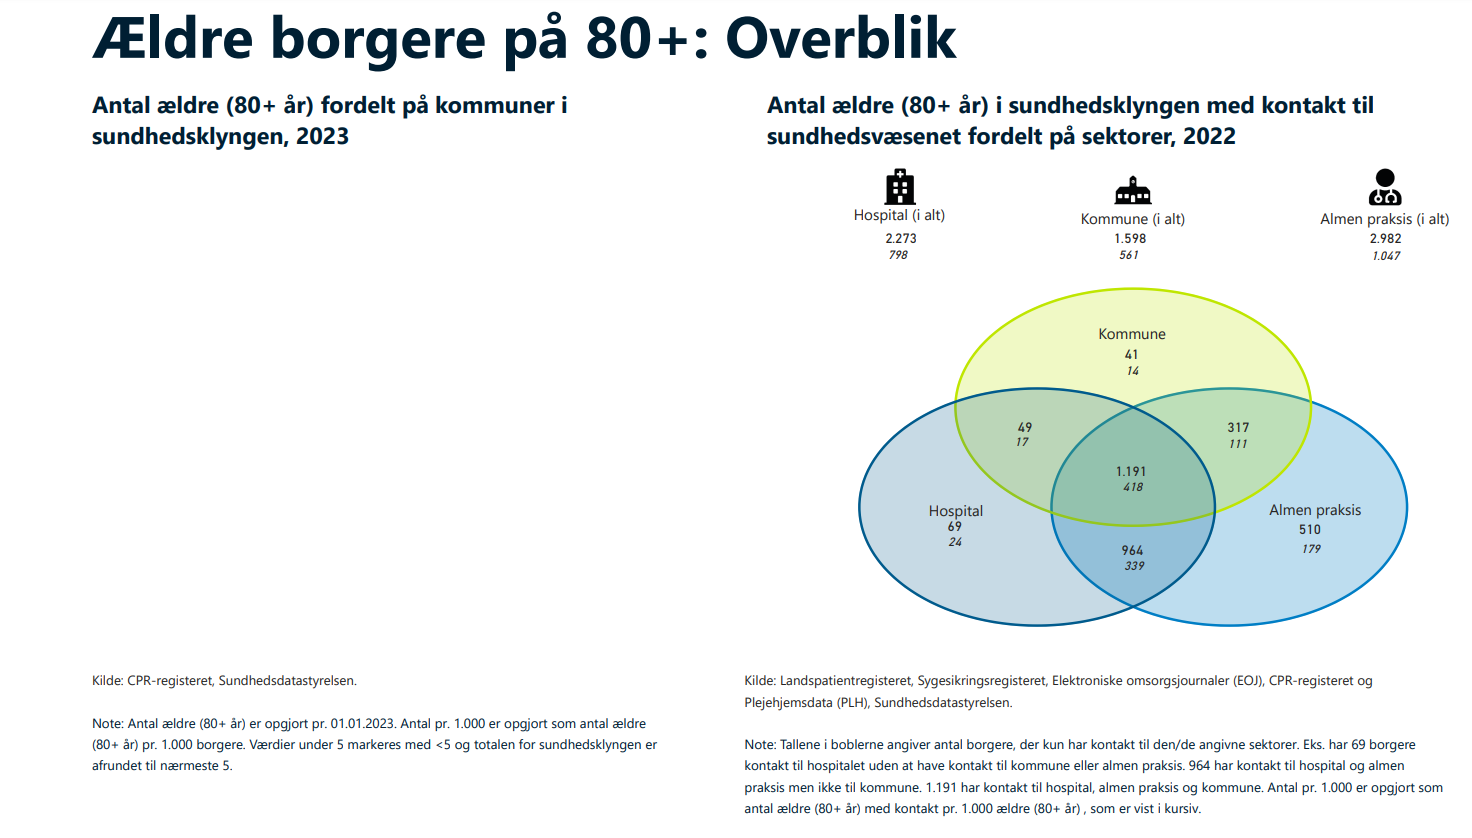 Ældre borgere på 80+: Overblik
Antal ældre (80+ år) fordelt på kommuner i
sundhedsklyngen, 2023
Kilde: CPR-registeret, Sundhedsdatastyrelsen.
Note: Antal ældre (80+ år) er opgjort pr. 01.01.2023. Antal pr. 1.000 er opgjort som antal ældre
(80+ år) pr. 1.000 borgere. Værdier under 5 markeres med <5 og totalen for sundhedsklyngen er
afrundet til nærmeste 5.
Antal ældre (80+ år) i sundhedsklyngen med kontakt til
sundhedsvæsenet fordelt på sektorer, 2022
Hospital (i alt)
2.273
798
Kommune (i alt)
1.598
561
Almen praksis (i alt)
2.982
1.047
Kommune
41
14
49
17
317
111
1.191
418
Hospital
69
24
Almen praksis
510
179
964
339
Kilde: Landspatientregisteret, Sygesikringsregisteret, Elektroniske omsorgsjournaler (EOJ), CPR-registeret og
Plejehjemsdata (PLH), Sundhedsdatastyrelsen.
Note: Tallene i boblerne angiver antal borgere, der kun har kontakt til den/de angivne sektorer. Eks. har 69 borgere
kontakt til hospitalet uden at have kontakt til kommune eller almen praksis. 964 har kontakt til hospital og almen
praksis men ikke til kommune. 1.191 har kontakt til hospital, almen praksis og kommune. Antal pr. 1.000 er opgjort som
antal ældre (80+ år) med kontakt pr. 1.000 ældre (80+ år) , som er vist i kursiv.